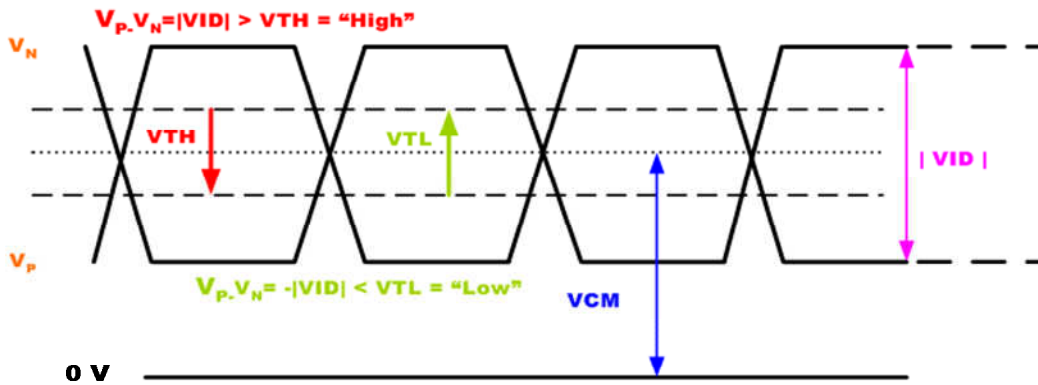 VP-VN=|VID| > VTH = “High”
VN
VTH
VTL
| VID |
VP
VP-VN= -|VID| < VTL = “Low”
VCM
0 V